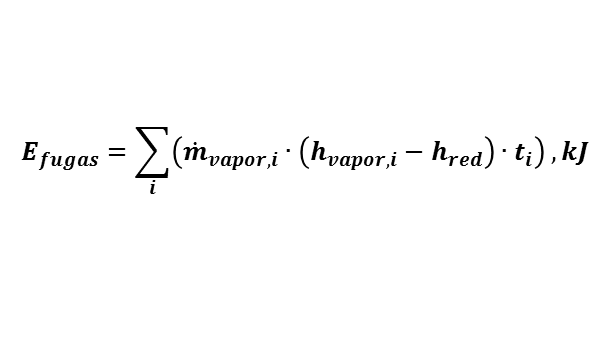 E_fugas = ∑_i (ṁ_vapor,i · (h_vapor,i − h_red) · t_i) , kJ